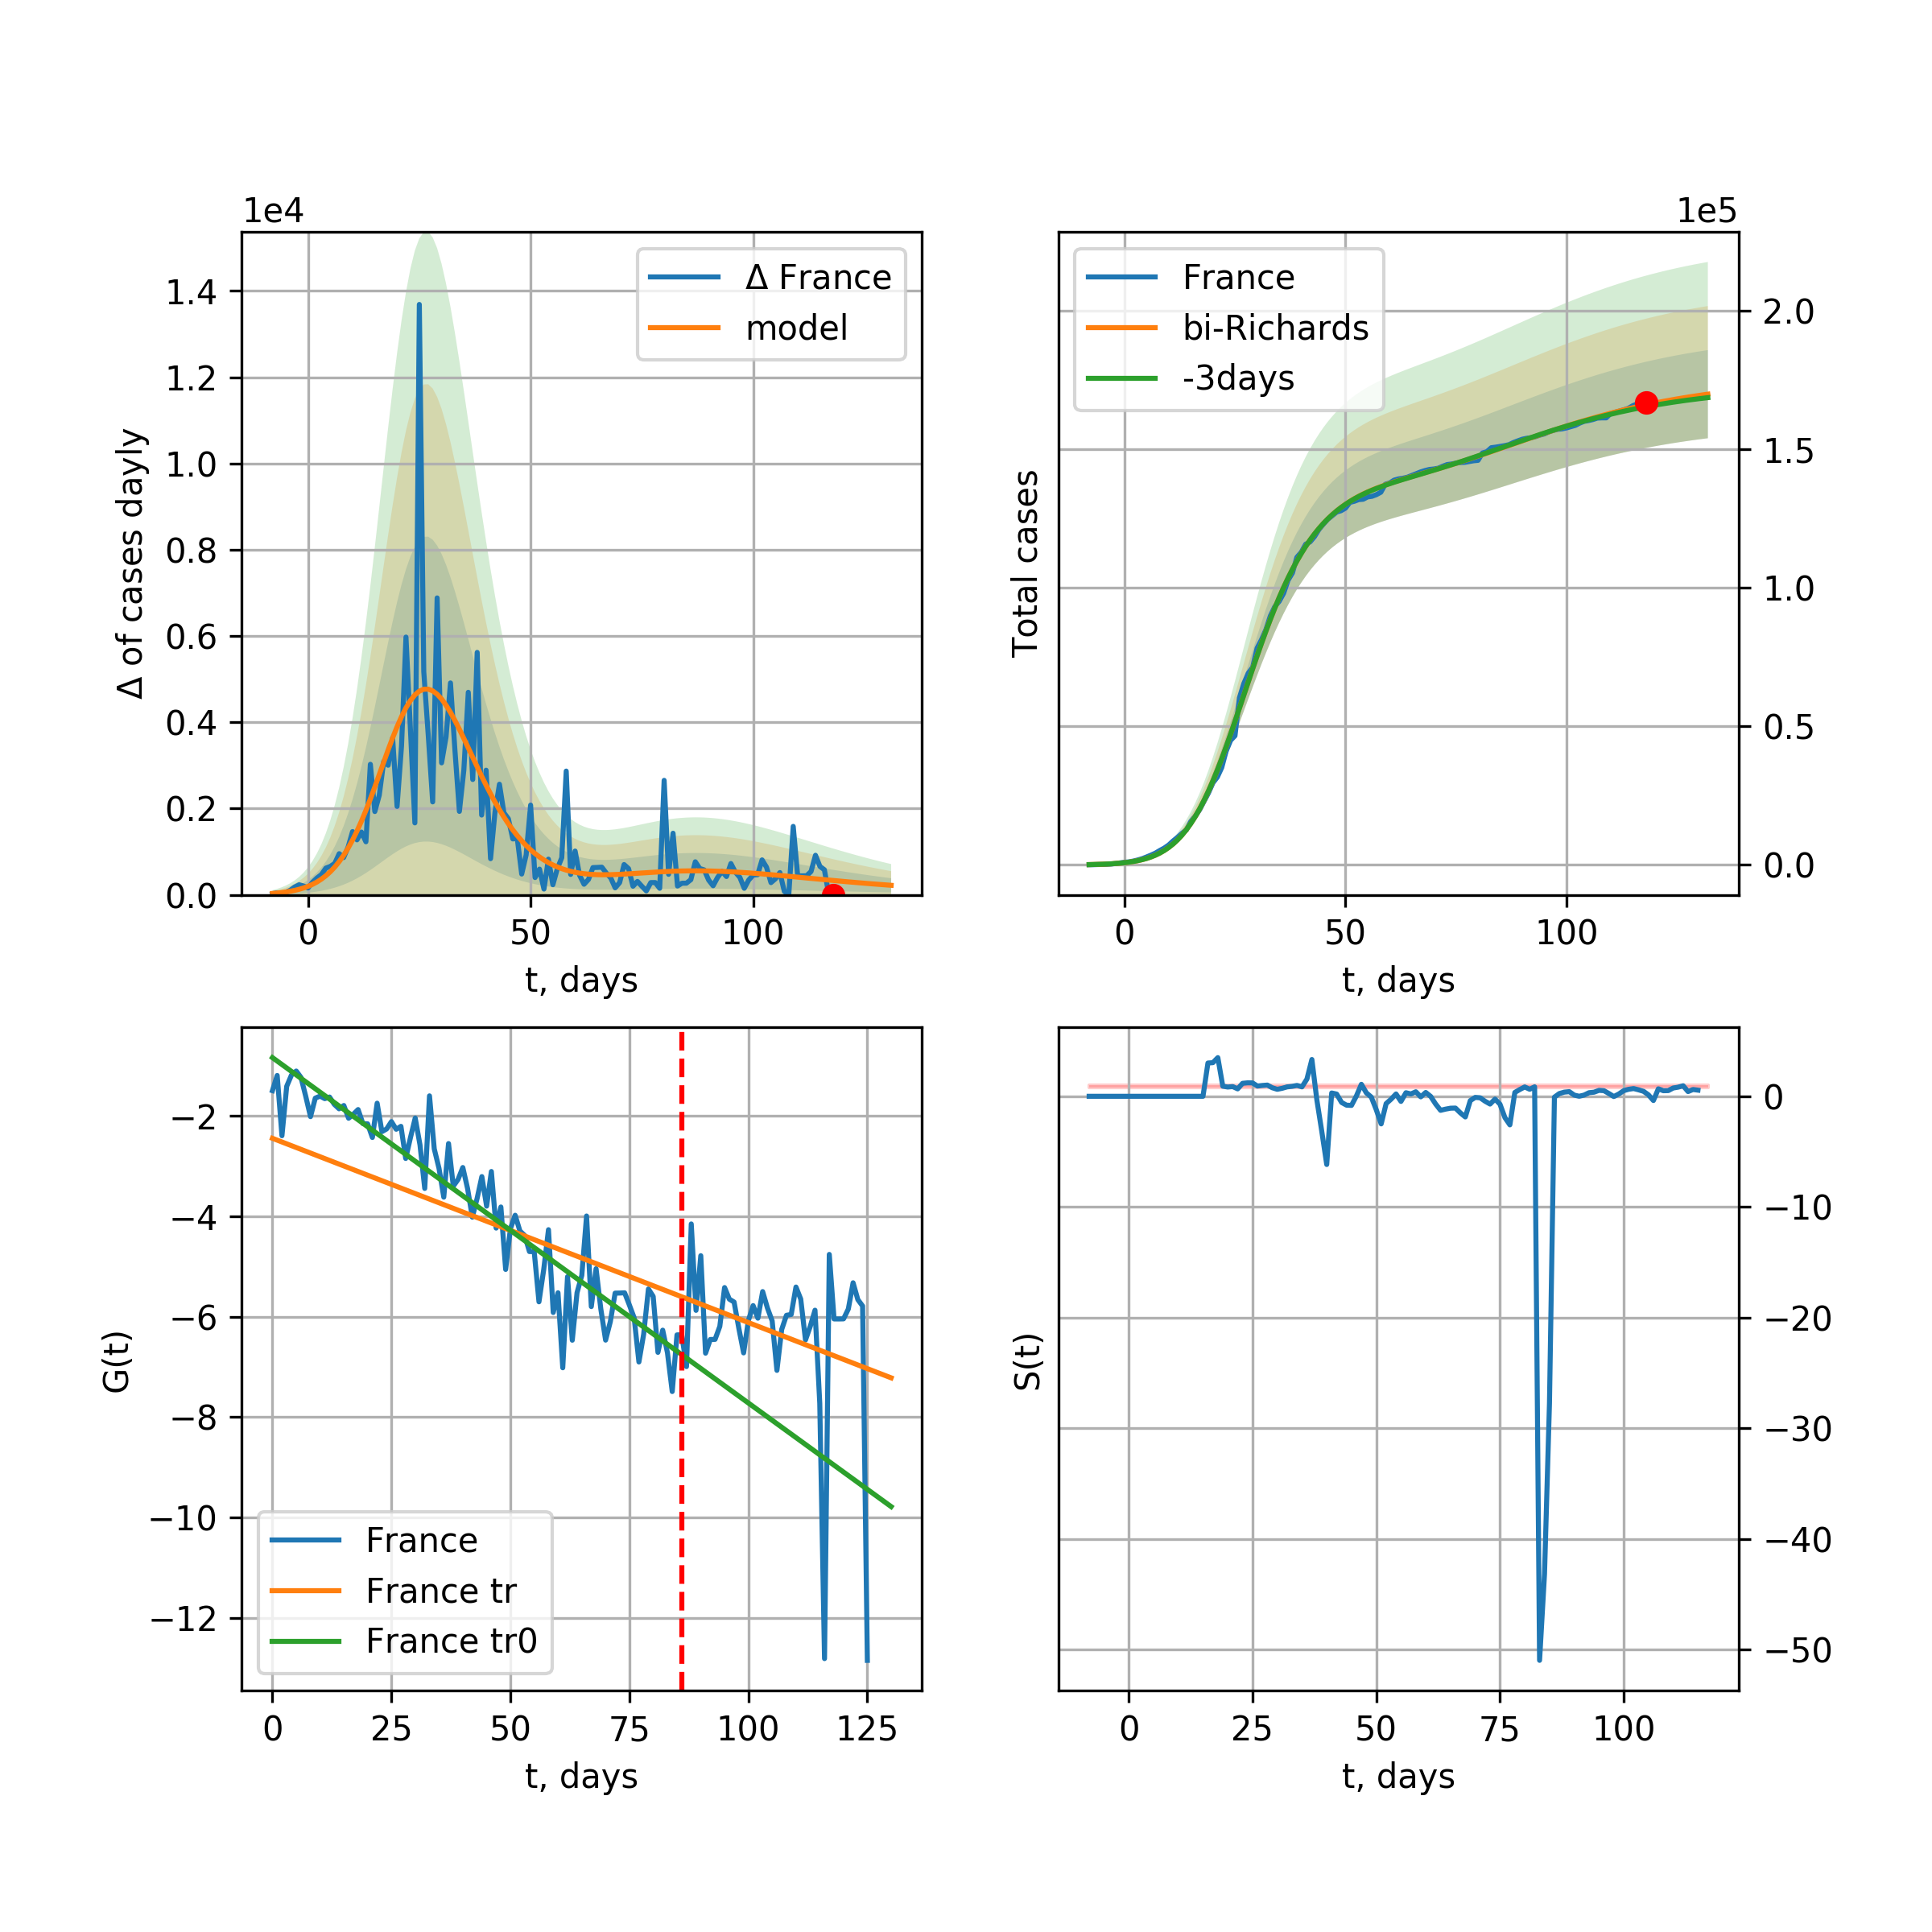 1e4
Δ of cases dayly
1.4
1.2
1.0
0.8
0.6
0.4
0.2
0.0
Δ France
model
0 50 100
t, days
1e5
Total cases
France
bi-Richards
-3days
2.0
1.5
1.0
0.5
0.0
0 50 100
t, days
G(t)
−2
−4
−6
−8
−10
−12
France
France tr
France tr0
0 25 50 75 100 125
t, days
S(t)
0
−10
−20
−30
−40
−50
0 25 50 75 100
t, days